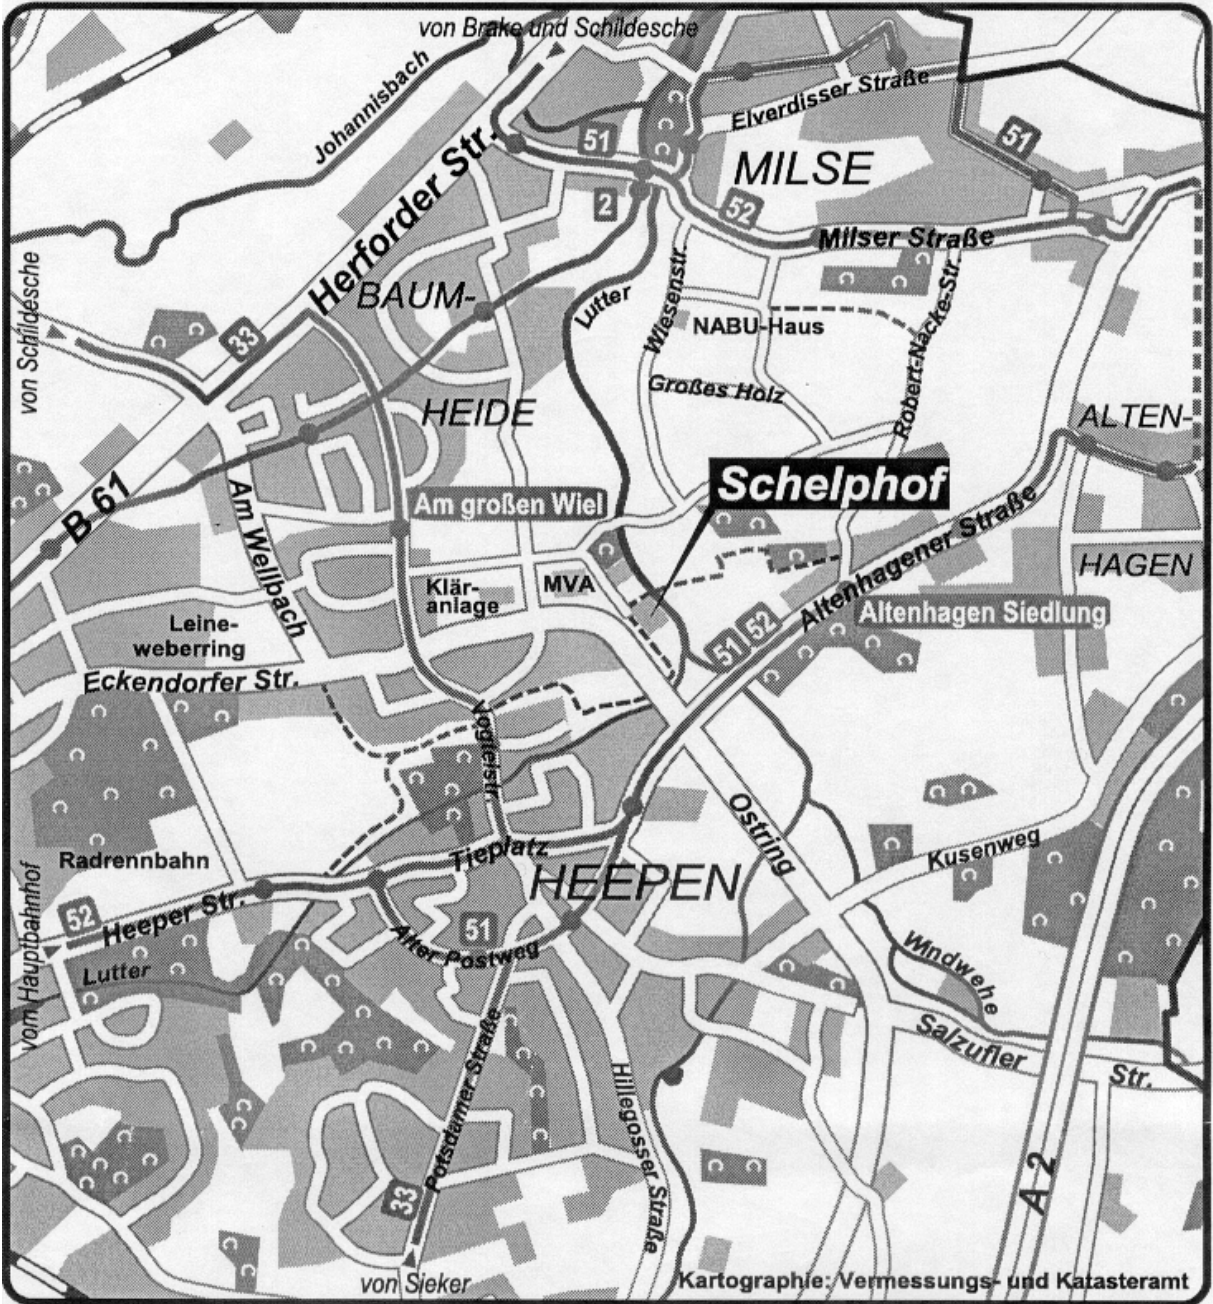 von Brake und Schildesche
Johannisbach
Elverdisser Straße
51
51
MILSE
Herforder Str.
2
52
Milser Straße
von Schildesche
BAUM-
Lutter
Wiesenstr.
NABU-Haus
Robert-Nacke-Str.
33
Großes Holz
HEIDE
ALTEN-
Schelphof
B 61
Am großen Wiel
Am Wellbach
Altenhagener Straße
HAGEN
Klär-
anlage
MVA
Altenhagen Siedlung
Leine-
weberring
51
52
Eckendorfer Str.
Vogteistr.
Ostring
Radrennbahn
Tieplatz
Kusenweg
HEEPEN
vom Hauptbahnhof
52
Heeper Str.
51
Alter Postweg
Windwehe
Lutter
Salzufler
Str.
Potsdamer Straße
Hillegosser Straße
A 2
33
von Sieker
Kartographie: Vermessungs- und Katasteramt